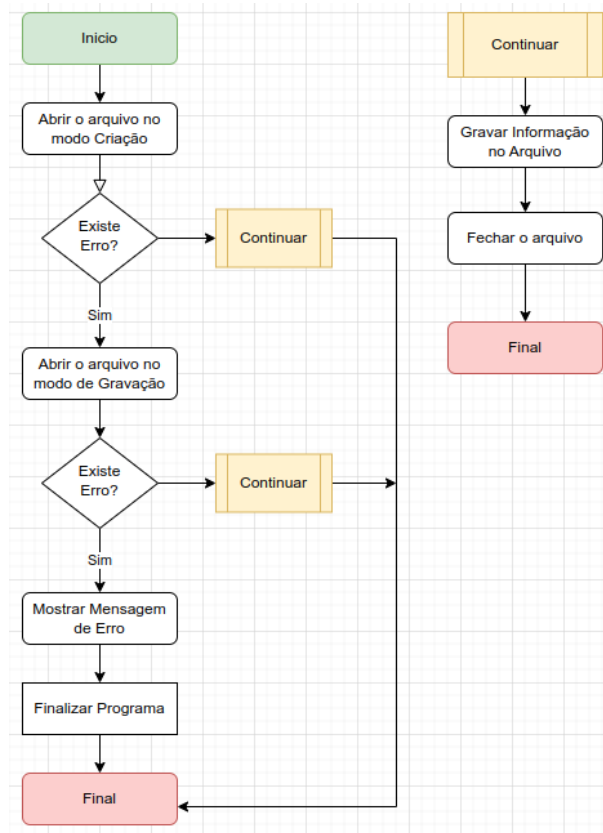 Inicio
Abrir o arquivo no
modo Criação
Existe
Erro?
Continuar
Sim
Abrir o arquivo no
modo de Gravação
Existe
Erro?
Continuar
Sim
Mostrar Mensagem
de Erro
Finalizar Programa
Final
Continuar
Gravar Informação
no Arquivo
Fechar o arquivo
Final